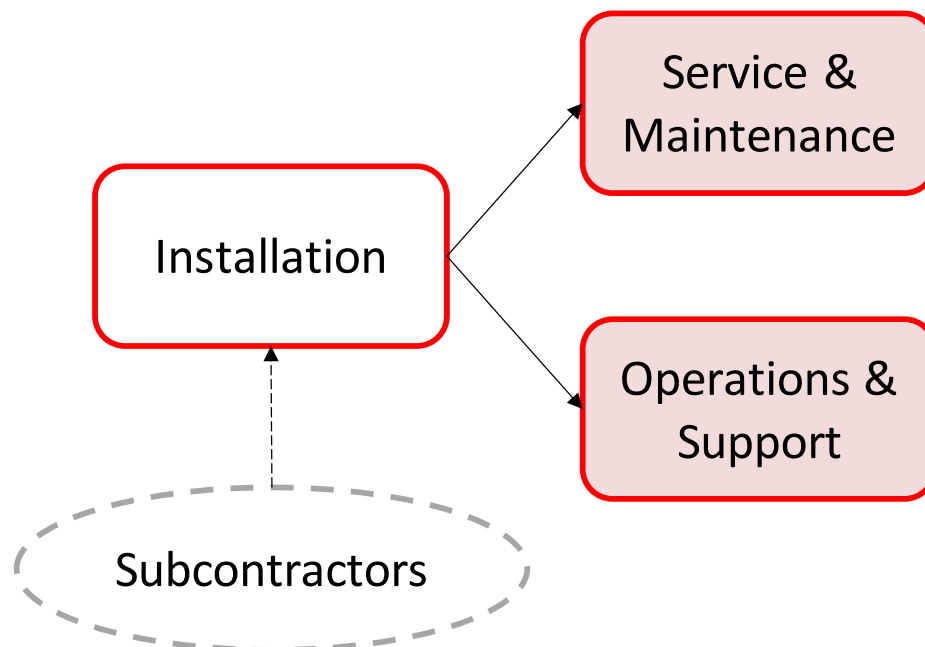 Service &
Maintenance
Installation
Operations &
Support
Subcontractors